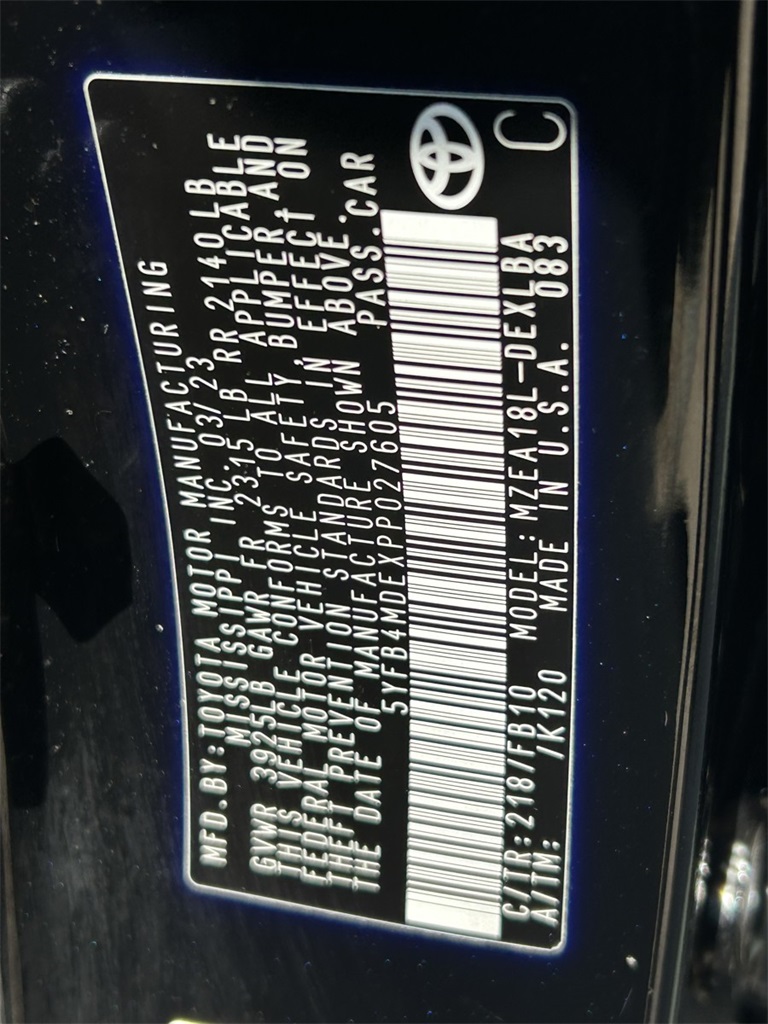 MFD.BY:TOYOTA MOTOR MANUFACTURING
MISSISSIPPI INC. 03/23
GVWR 3925LB GAWR FR 2315 LB RR 2140LB
THIS VEHICLE CONFORMS TO ALL APPLICABLE
FEDERAL MOTOR VEHICLE SAFETY,BUMPER AND
THEFT PREVENTION STANDARDS IN EFFECT ON
THE DATE OF MANUFACTURE SHOWN ABOVE.
5YFB4MDEXPP027605 PASS.CAR
C/TR:218/FB10 MODEL:MZEA18L-DEXLBA
A/TM: /K120 MADE IN U.S.A. 083
C